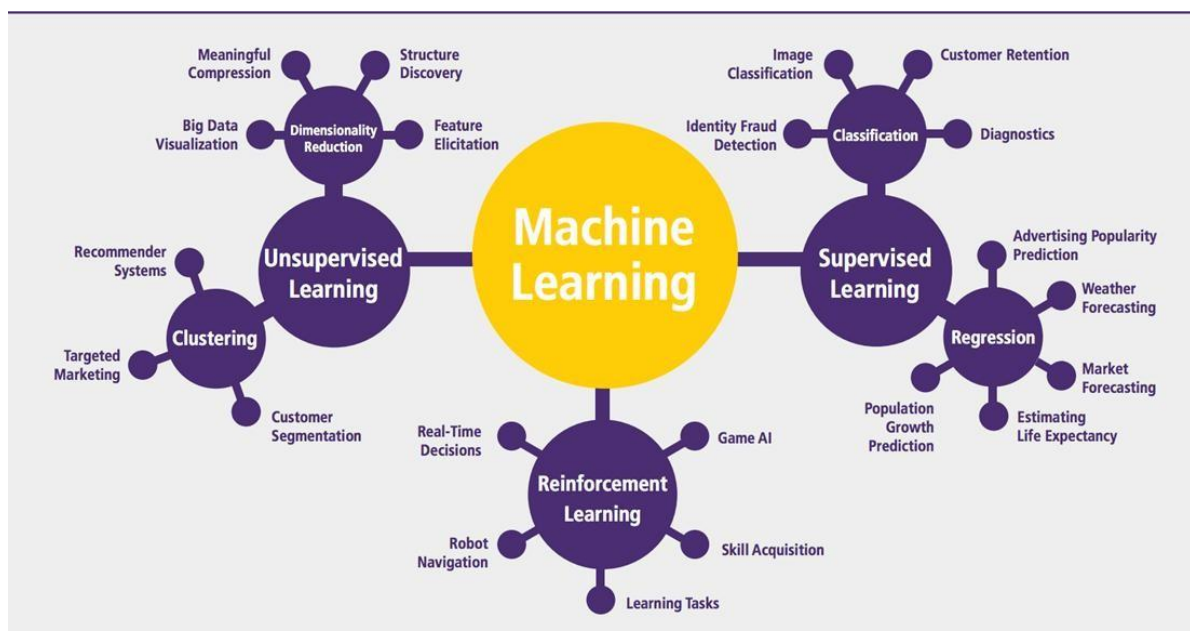 Machine
Learning
Unsupervised
Learning
Dimensionality
Reduction
Meaningful
Compression
Structure
Discovery
Big Data
Visualization
Feature
Elicitation
Clustering
Recommender
Systems
Targeted
Marketing
Customer
Segmentation
Supervised
Learning
Classification
Image
Classification
Customer Retention
Identity Fraud
Detection
Diagnostics
Regression
Advertising Popularity
Prediction
Weather
Forecasting
Market
Forecasting
Population
Growth
Prediction
Estimating
Life Expectancy
Reinforcement
Learning
Real-Time
Decisions
Game AI
Robot
Navigation
Skill Acquisition
Learning Tasks